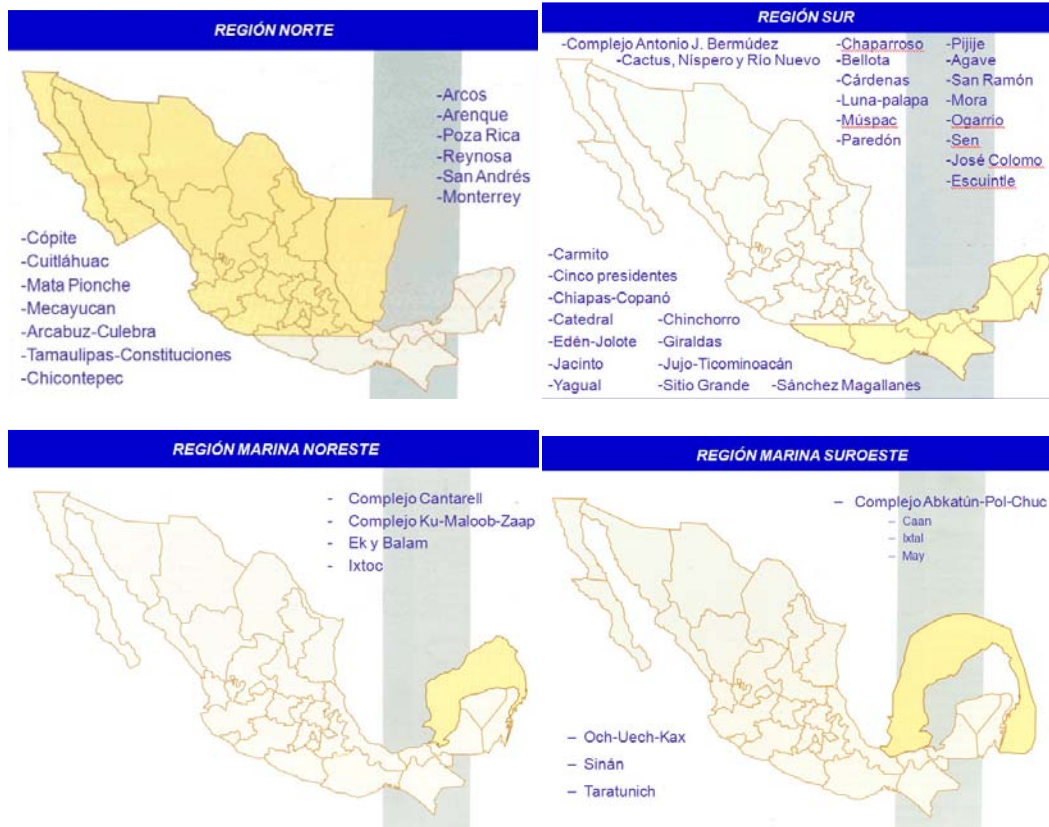 REGIÓN NORTE
-Arcos
-Arenque
-Poza Rica
-Reynosa
-San Andrés
-Monterrey
-Cópite
-Cuitláhuac
-Mata Pionche
-Mecayucan
-Arcabuz-Culebra
-Tamaulipas-Constituciones
-Chicontepec
REGIÓN SUR
-Complejo Antonio J. Bermúdez
-Cactus, Níspero y Río Nuevo
-Chaparroso
-Bellota
-Cárdenas
-Luna-palapa
-Múspac
-Paredón
-Pijije
-Agave
-San Ramón
-Mora
-Ogarrio
-Sen
-José Colomo
-Escuintle
-Carmito
-Cinco presidentes
-Chiapas-Copanó
-Catedral -Chinchorro
-Edén-Jolote -Giraldas
-Jacinto -Jujo-Ticominoacán
-Yagual -Sitio Grande -Sánchez Magallanes
REGIÓN MARINA NORESTE
- Complejo Cantarell
- Complejo Ku-Maloob-Zaap
- Ek y Balam
- Ixtoc
REGIÓN MARINA SUROESTE
– Complejo Abkatún-Pol-Chuc
– Caan
– Ixtal
– May
– Och-Uech-Kax
– Sinán
– Taratunich